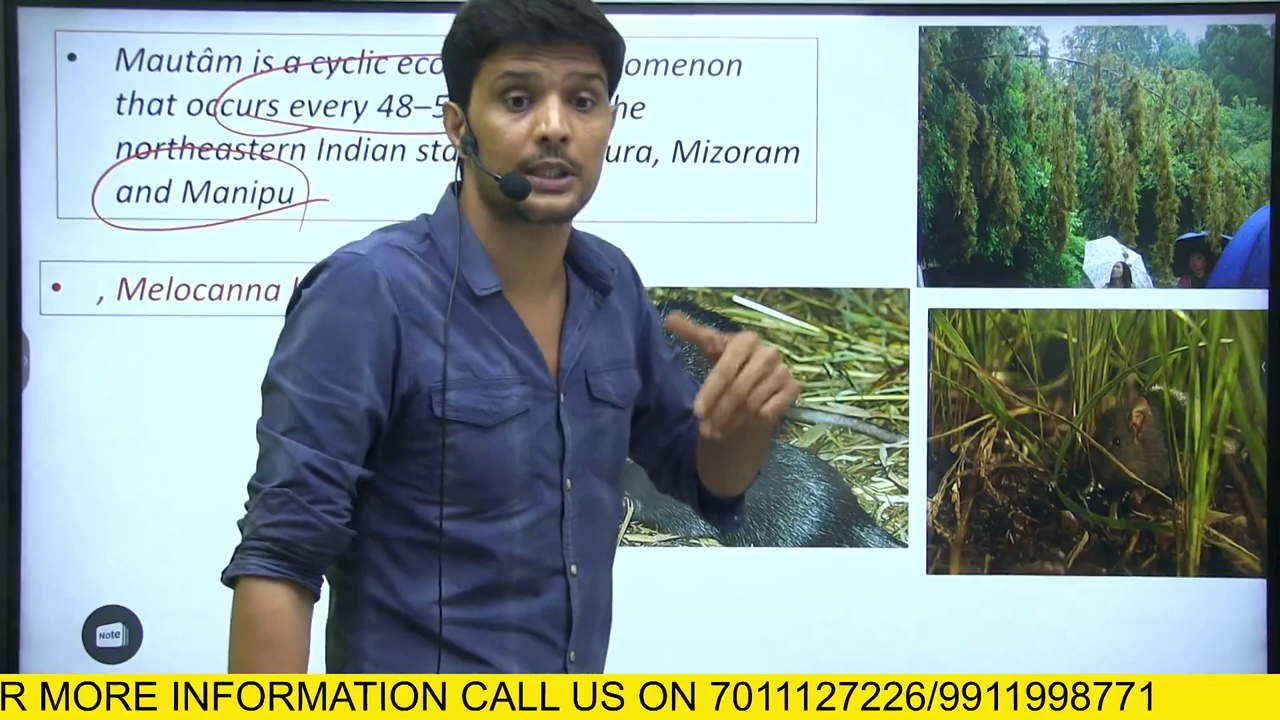 Mautâm is a cyclic eco omenon
that occurs every 48–5 he
northeastern Indian sta ura, Mizoram
and Manipu
, Melocanna
Note
R MORE INFORMATION CALL US ON 7011127226/9911998771